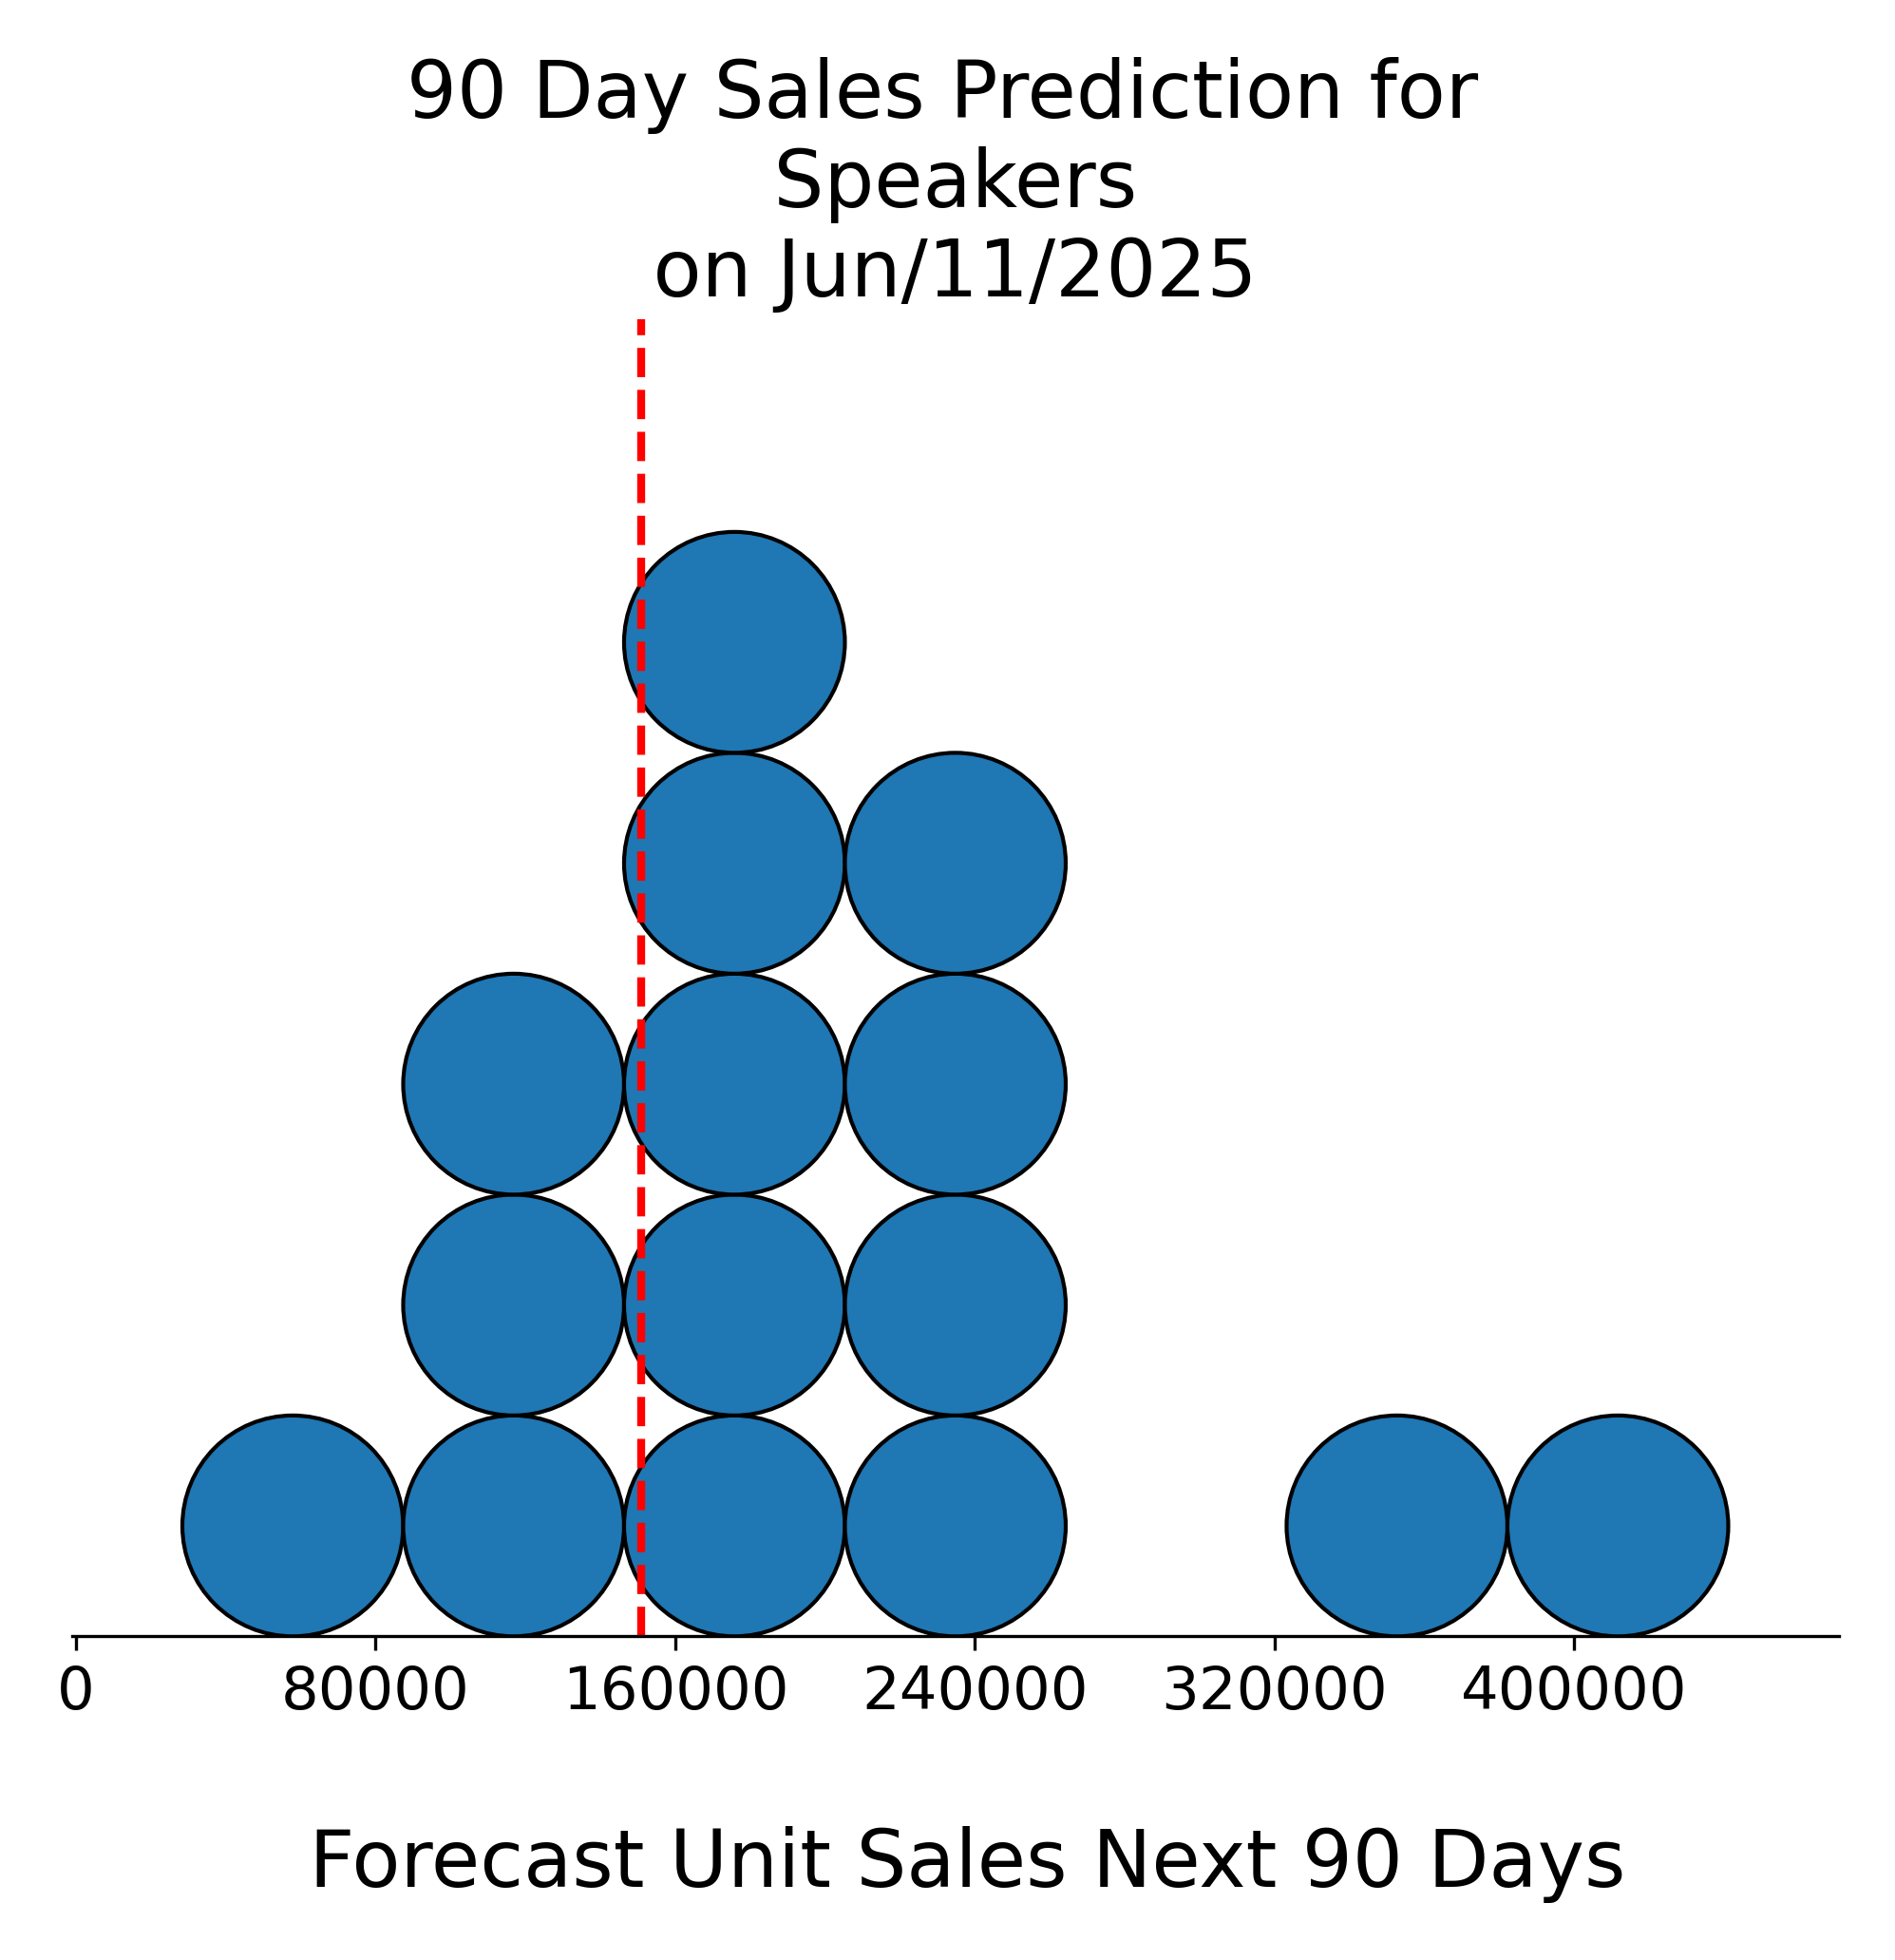 90 Day Sales Prediction for
Speakers
on Jun/11/2025
0 80000 160000 240000 320000 400000
Forecast Unit Sales Next 90 Days